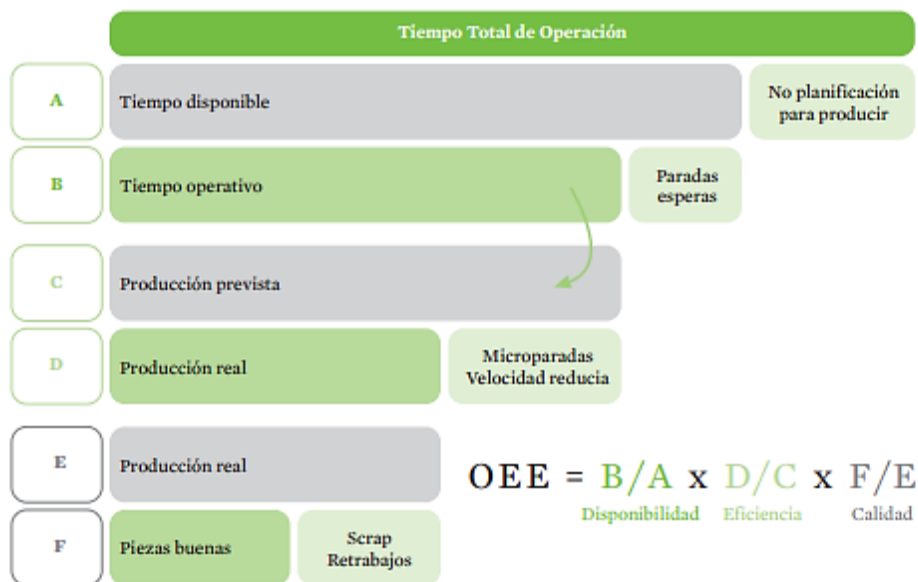 Tiempo Total de Operación
A
Tiempo disponible
No planificación
para producir
B
Tiempo operativo
Paradas
esperas
C
Producción prevista
D
Producción real
Microparadas
Velocidad reducia
E
Producción real
OEE = B/A x D/C x F/E
Disponibilidad Eficiencia Calidad
F
Piezas buenas
Scrap
Retrabajos